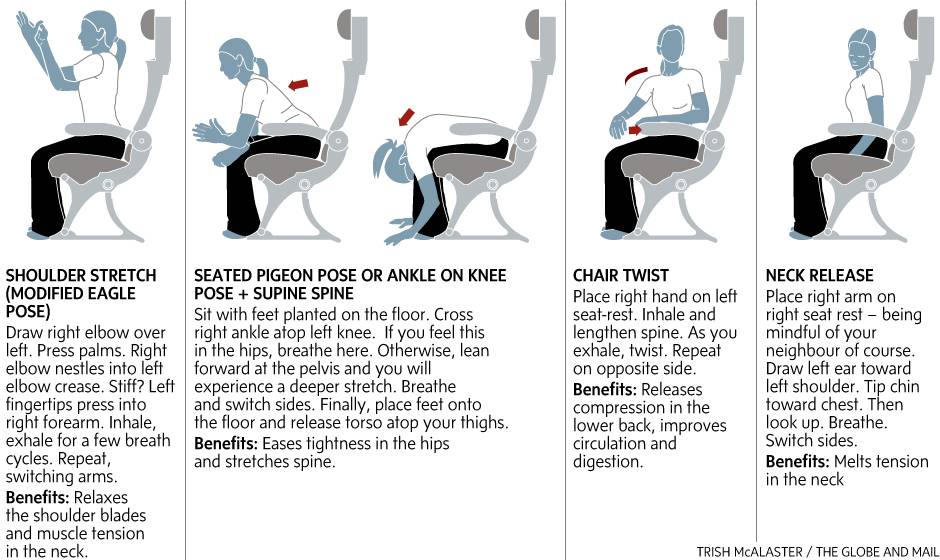 SHOULDER STRETCH
(MODIFIED EAGLE
POSE)
Draw right elbow over
left. Press palms. Right
elbow nestles into left
elbow crease. Stiff? Left
fingertips press into
right forearm. Inhale,
exhale for a few breath
cycles. Repeat,
switching arms.
Benefits: Relaxes
the shoulder blades
and muscle tension
in the neck.
SEATED PIGEON POSE OR ANKLE ON KNEE
POSE + SUPINE SPINE
Sit with feet planted on the floor. Cross
right ankle atop left knee.  If you feel this
in the hips, breathe here. Otherwise, lean
forward at the pelvis and you will
experience a deeper stretch. Breathe
and switch sides. Finally, place feet onto
the floor and release torso atop your thighs.
Benefits: Eases tightness in the hips
and stretches spine.
CHAIR TWIST
Place right hand on left
seat-rest. Inhale and
lengthen spine. As you
exhale, twist. Repeat
on opposite side.
Benefits: Releases
compression in the
lower back, improves
circulation and
digestion.
NECK RELEASE
Place right arm on
right seat rest – being
mindful of your
neighbour of course.
Draw left ear toward
left shoulder. Tip chin
toward chest. Then
look up. Breathe.
Switch sides.
Benefits: Melts tension
in the neck
TRISH McALASTER / THE GLOBE AND MAIL